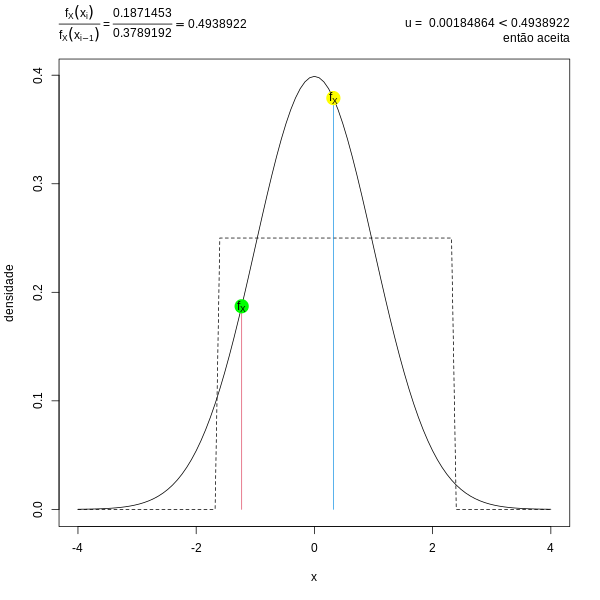 fX(xi) / fX(xi−1) = 0.1871453 / 0.3789192 = 0.4938922
u = 0.00184864 < 0.4938922
então aceita
densidade
0.4
0.3
0.2
0.1
0.0
fX
fX
-4 -2 0 2 4
x